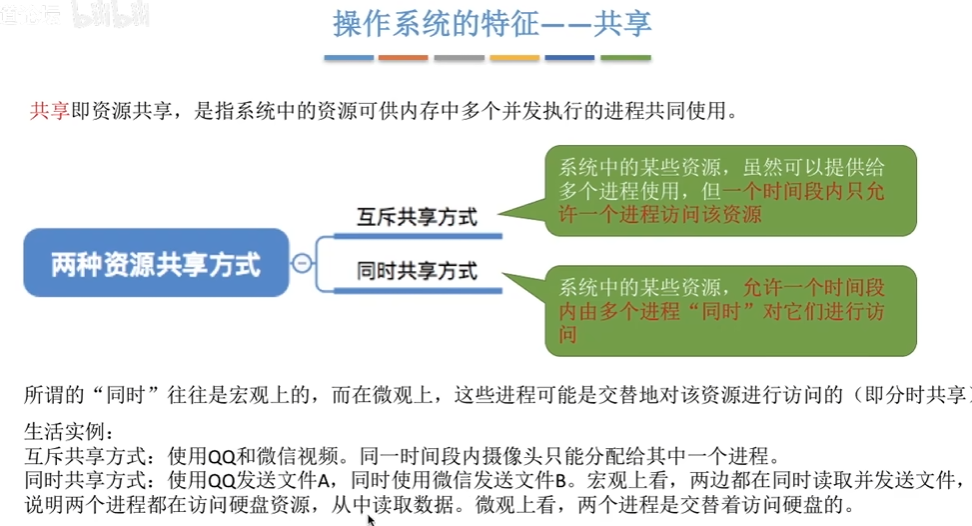 bilibili
操作系统的特征——共享
共享即资源共享，是指系统中的资源可供内存中多个并发执行的进程共同使用。
系统中的某些资源，虽然可以提供给
多个进程使用，但一个时间段内只允
许一个进程访问该资源
互斥共享方式
两种资源共享方式
同时共享方式
系统中的某些资源，允许一个时间段
内由多个进程“同时”对它们进行访
问
所谓的“同时”往往是宏观上的，而在微观上，这些进程可能是交替地对该资源进行访问的（即分时共享）
生活实例：
互斥共享方式：使用QQ和微信视频。同一时间段内摄像头只能分配给其中一个进程。
同时共享方式：使用QQ发送文件A，同时使用微信发送文件B。宏观上看，两边都在同时读取并发送文件，
说明两个进程都在访问硬盘资源，从中读取数据。微观上看，两个进程是交替着访问硬盘的。